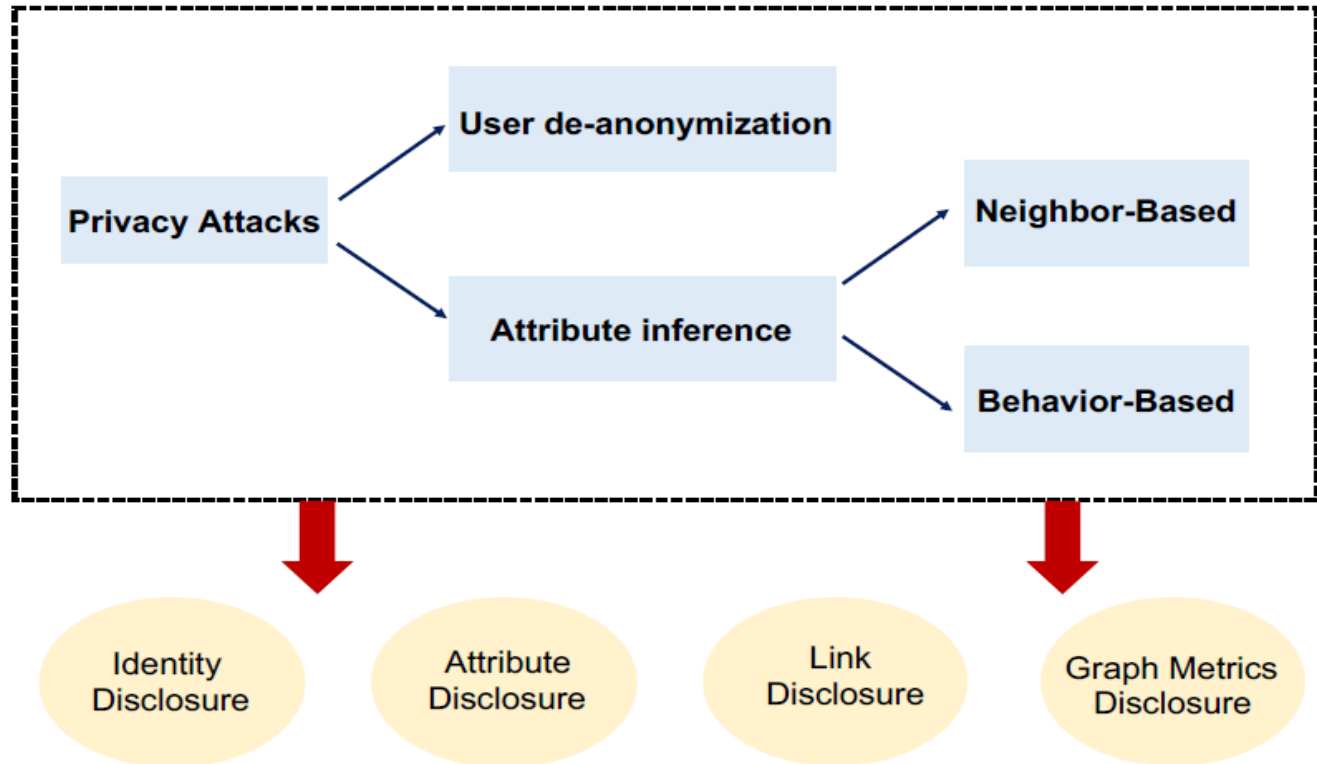 User de-anonymization
Privacy Attacks
Neighbor-Based
Attribute inference
Behavior-Based
Identity
Disclosure
Attribute
Disclosure
Link
Disclosure
Graph Metrics
Disclosure